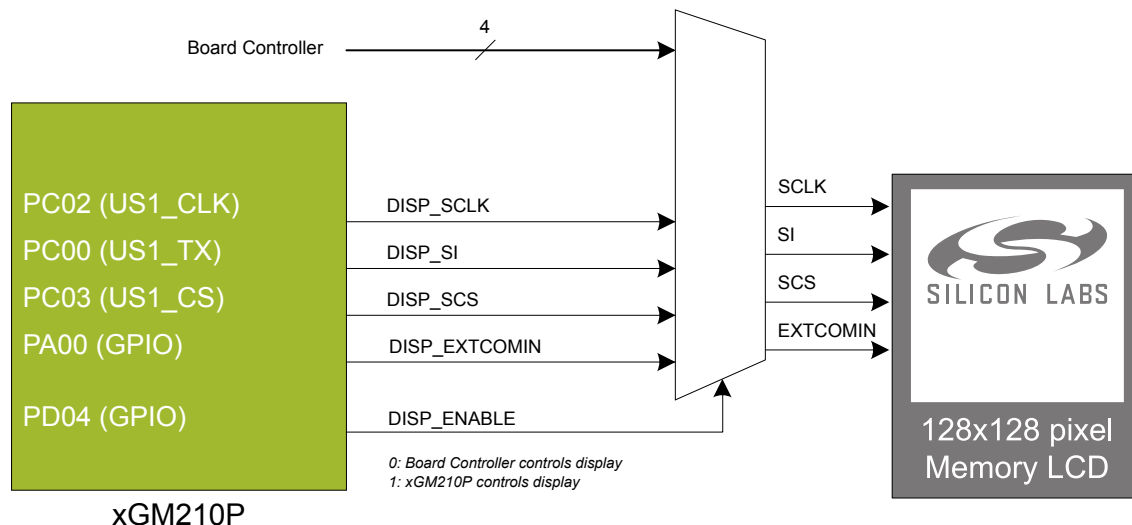 4
Board Controller
PC02 (US1_CLK)
DISP_SCLK
SCLK
PC00 (US1_TX)
DISP_SI
SI
PC03 (US1_CS)
DISP_SCS
SCS
PA00 (GPIO)
DISP_EXTCOMIN
EXTCOMIN
PD04 (GPIO)
DISP_ENABLE
0: Board Controller controls display
1: xGM210P controls display
SILICON LABS
128x128 pixel
Memory LCD
xGM210P